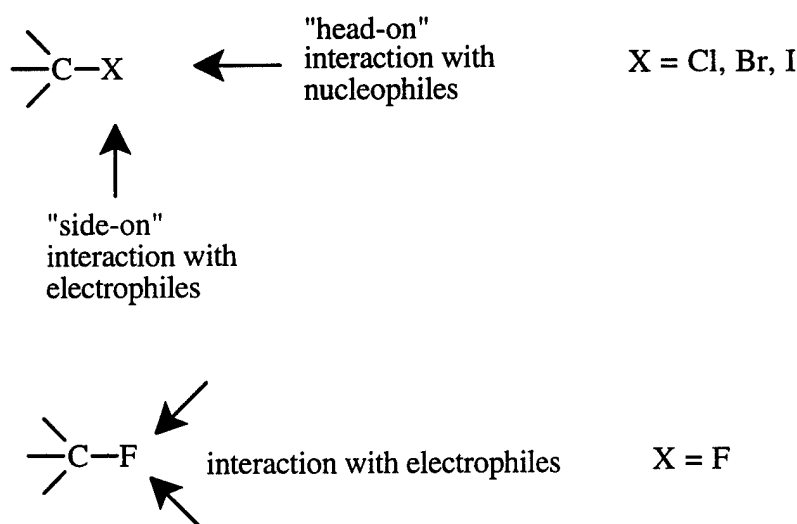 "head-on"
interaction with
nucleophiles
C—X
X = Cl, Br, I
"side-on"
interaction with
electrophiles
C—F
interaction with electrophiles
X = F